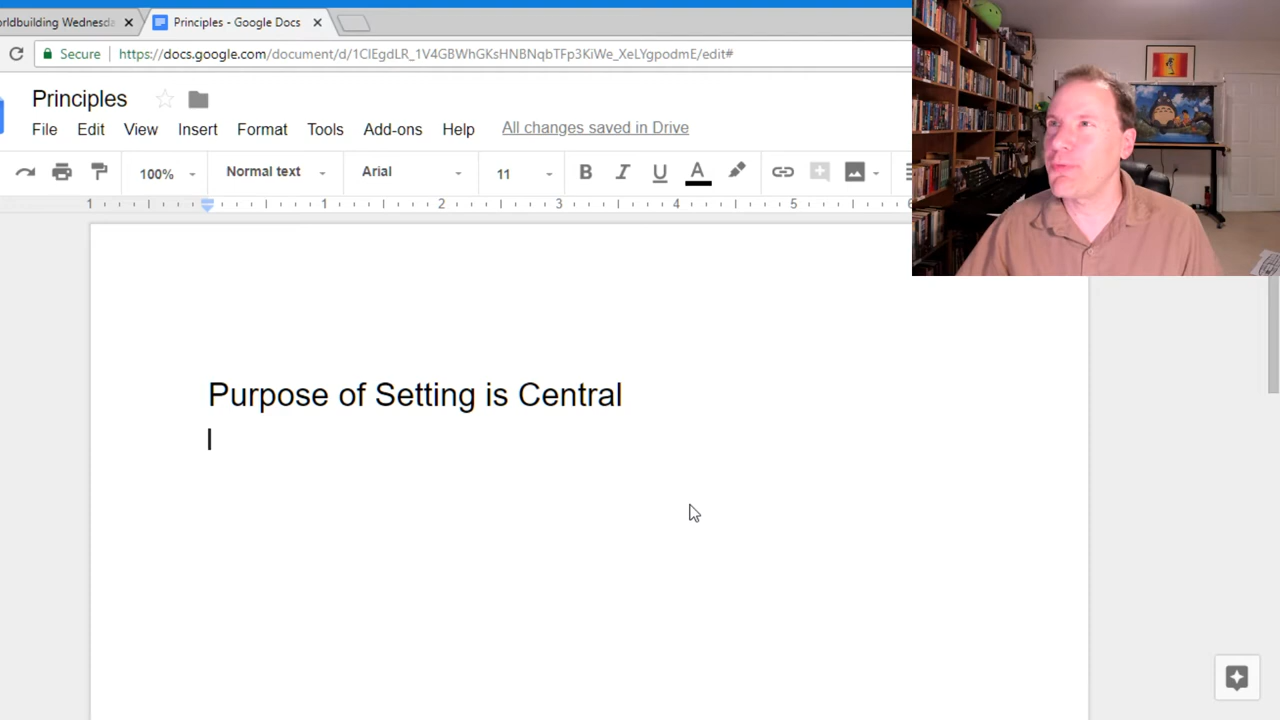 orldbuilding Wednesda
Principles - Google Docs
Secure
https://docs.google.com/document/d/1ClEgdLR_1V4GBWhGKsHNBNqbTFp3KiWe_XeLYgpodmE/edit#
Principles
File Edit View Insert Format Tools Add-ons Help All changes saved in Drive
100% Normal text Arial 11 B I U A
1 1 2 3 4 5
Purpose of Setting is Central